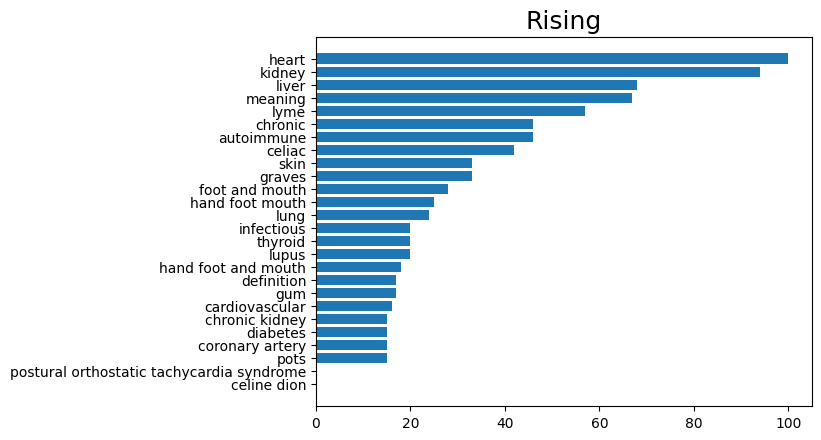 Rising
heart
kidney
liver
meaning
lyme
chronic
autoimmune
celiac
skin
graves
foot and mouth
hand foot mouth
lung
infectious
thyroid
lupus
hand foot and mouth
definition
gum
cardiovascular
chronic kidney
diabetes
coronary artery
pots
postural orthostatic tachycardia syndrome
celine dion
0 20 40 60 80 100